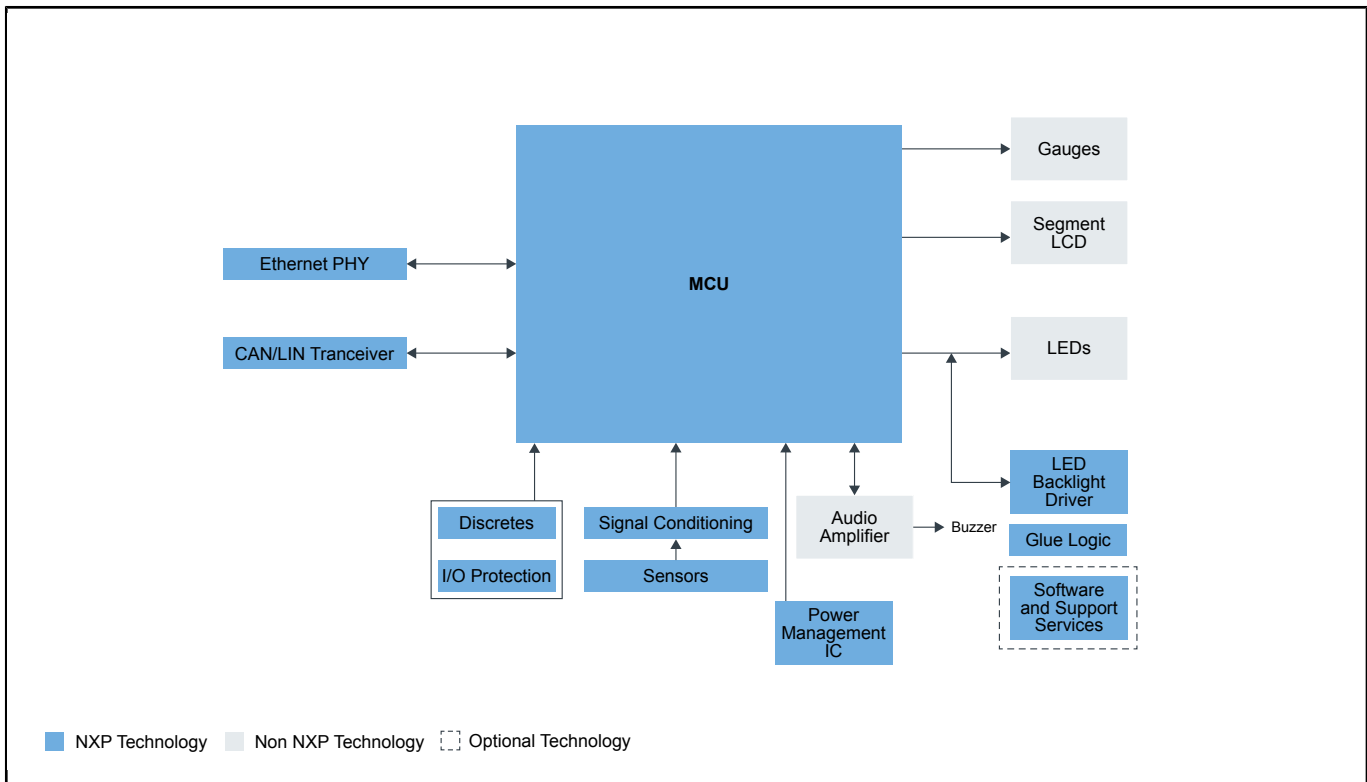 Gauges
Segment
LCD
Ethernet PHY
MCU
CAN/LIN Tranceiver
LEDs
LED
Backlight
Driver
Discretes
Signal Conditioning
Audio
Amplifier
Buzzer
Glue Logic
I/O Protection
Sensors
Software
and Support
Services
Power
Management
IC
NXP Technology
Non NXP Technology
Optional Technology